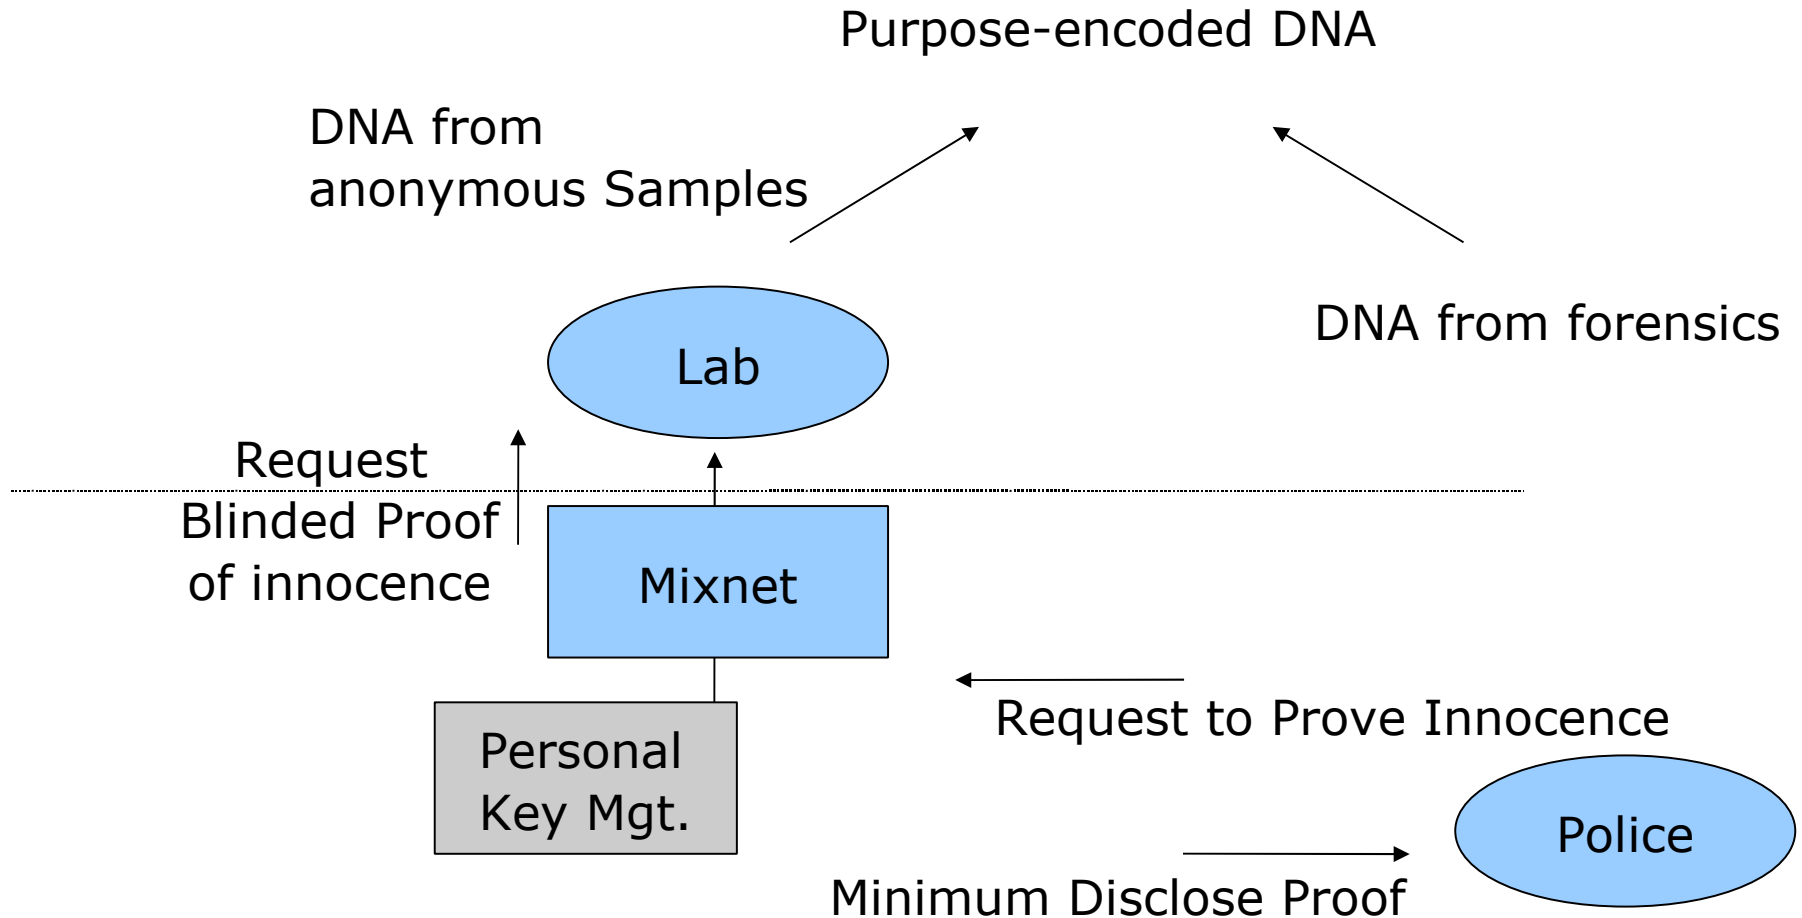 Purpose-encoded DNA
DNA from
anonymous Samples
DNA from forensics
Lab
Request
Blinded Proof
of innocence
Mixnet
Request to Prove Innocence
Personal
Key Mgt.
Police
Minimum Disclose Proof